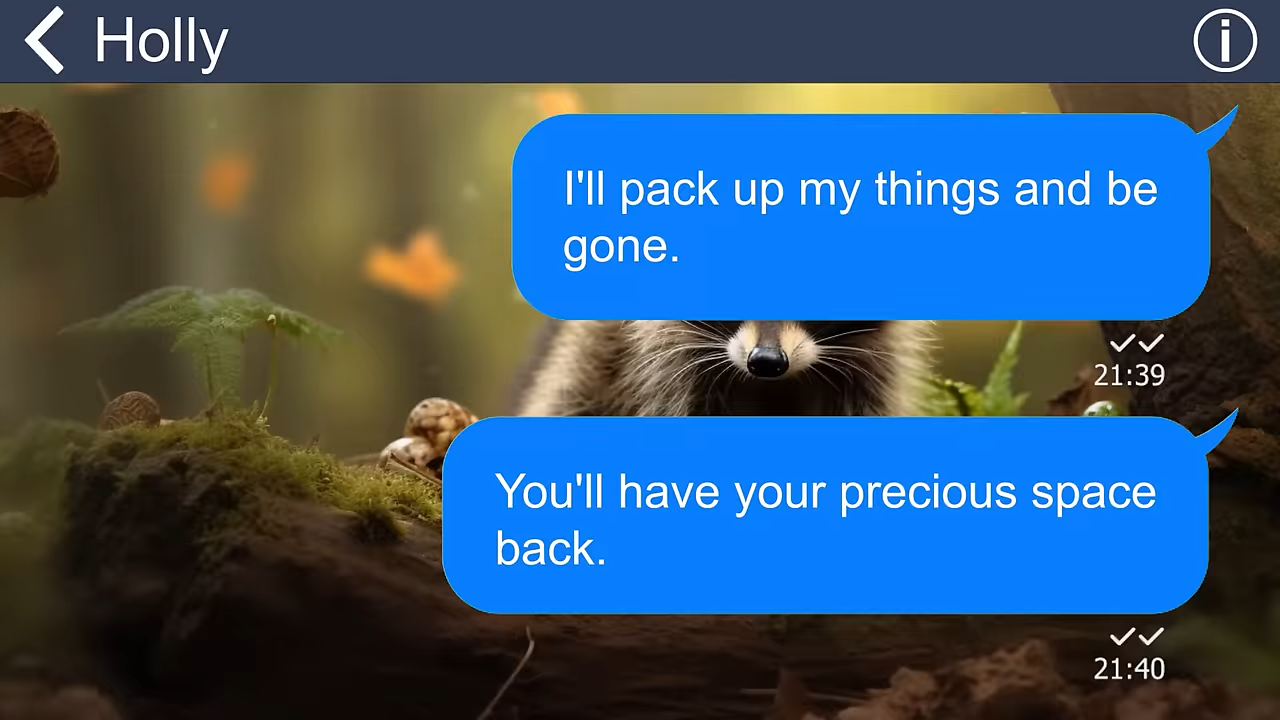 Holly
I'll pack up my things and be
gone.
21:39
You'll have your precious space
back.
21:40